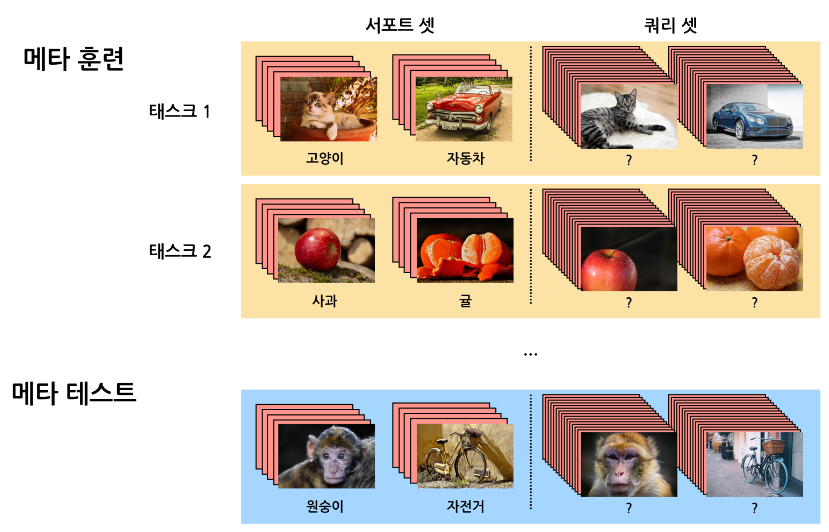 서포트 셋
쿼리 셋
메타 훈련
태스크 1
고양이
자동차
?
?
태스크 2
사과
귤
?
?
...
메타 테스트
원숭이
자전거
?
?